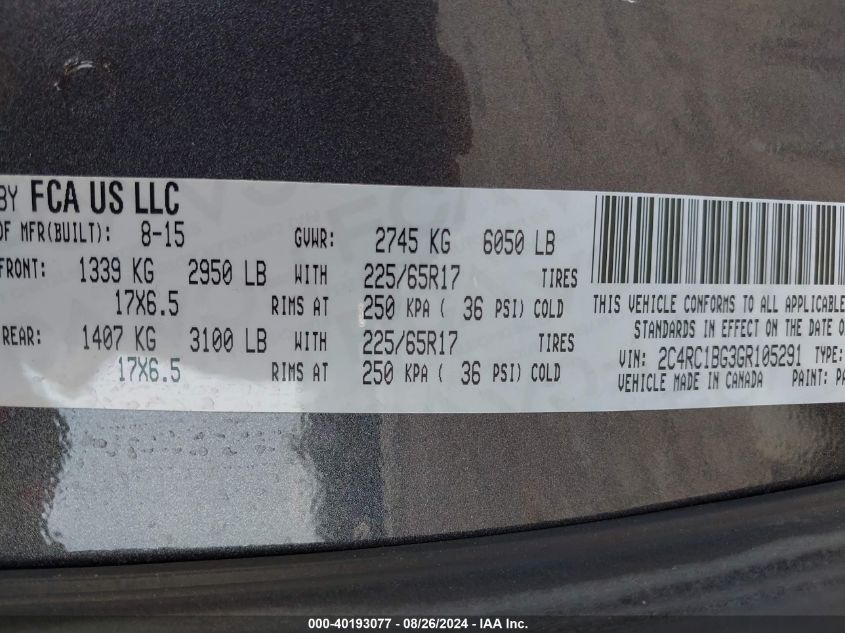 BY FCA US LLC
OF MFR(BUILT): 8-15 GVWR: 2745 KG 6050 LB
FRONT: 1339 KG 2950 LB WITH 225/65R17 TIRES
17X6.5 RIMS AT 250 KPA ( 36 PSI) COLD
REAR: 1407 KG 3100 LB WITH 225/65R17 TIRES
17X6.5 RIMS AT 250 KPA ( 36 PSI) COLD
THIS VEHICLE CONFORMS TO ALL APPLICABLE
STANDARDS IN EFFECT ON THE DATE O
VIN: 2C4RC1BG3GR105291 TYPE:
VEHICLE MADE IN CANADA PAINT: PA
000-40193077 - 08/26/2024 - IAA Inc.